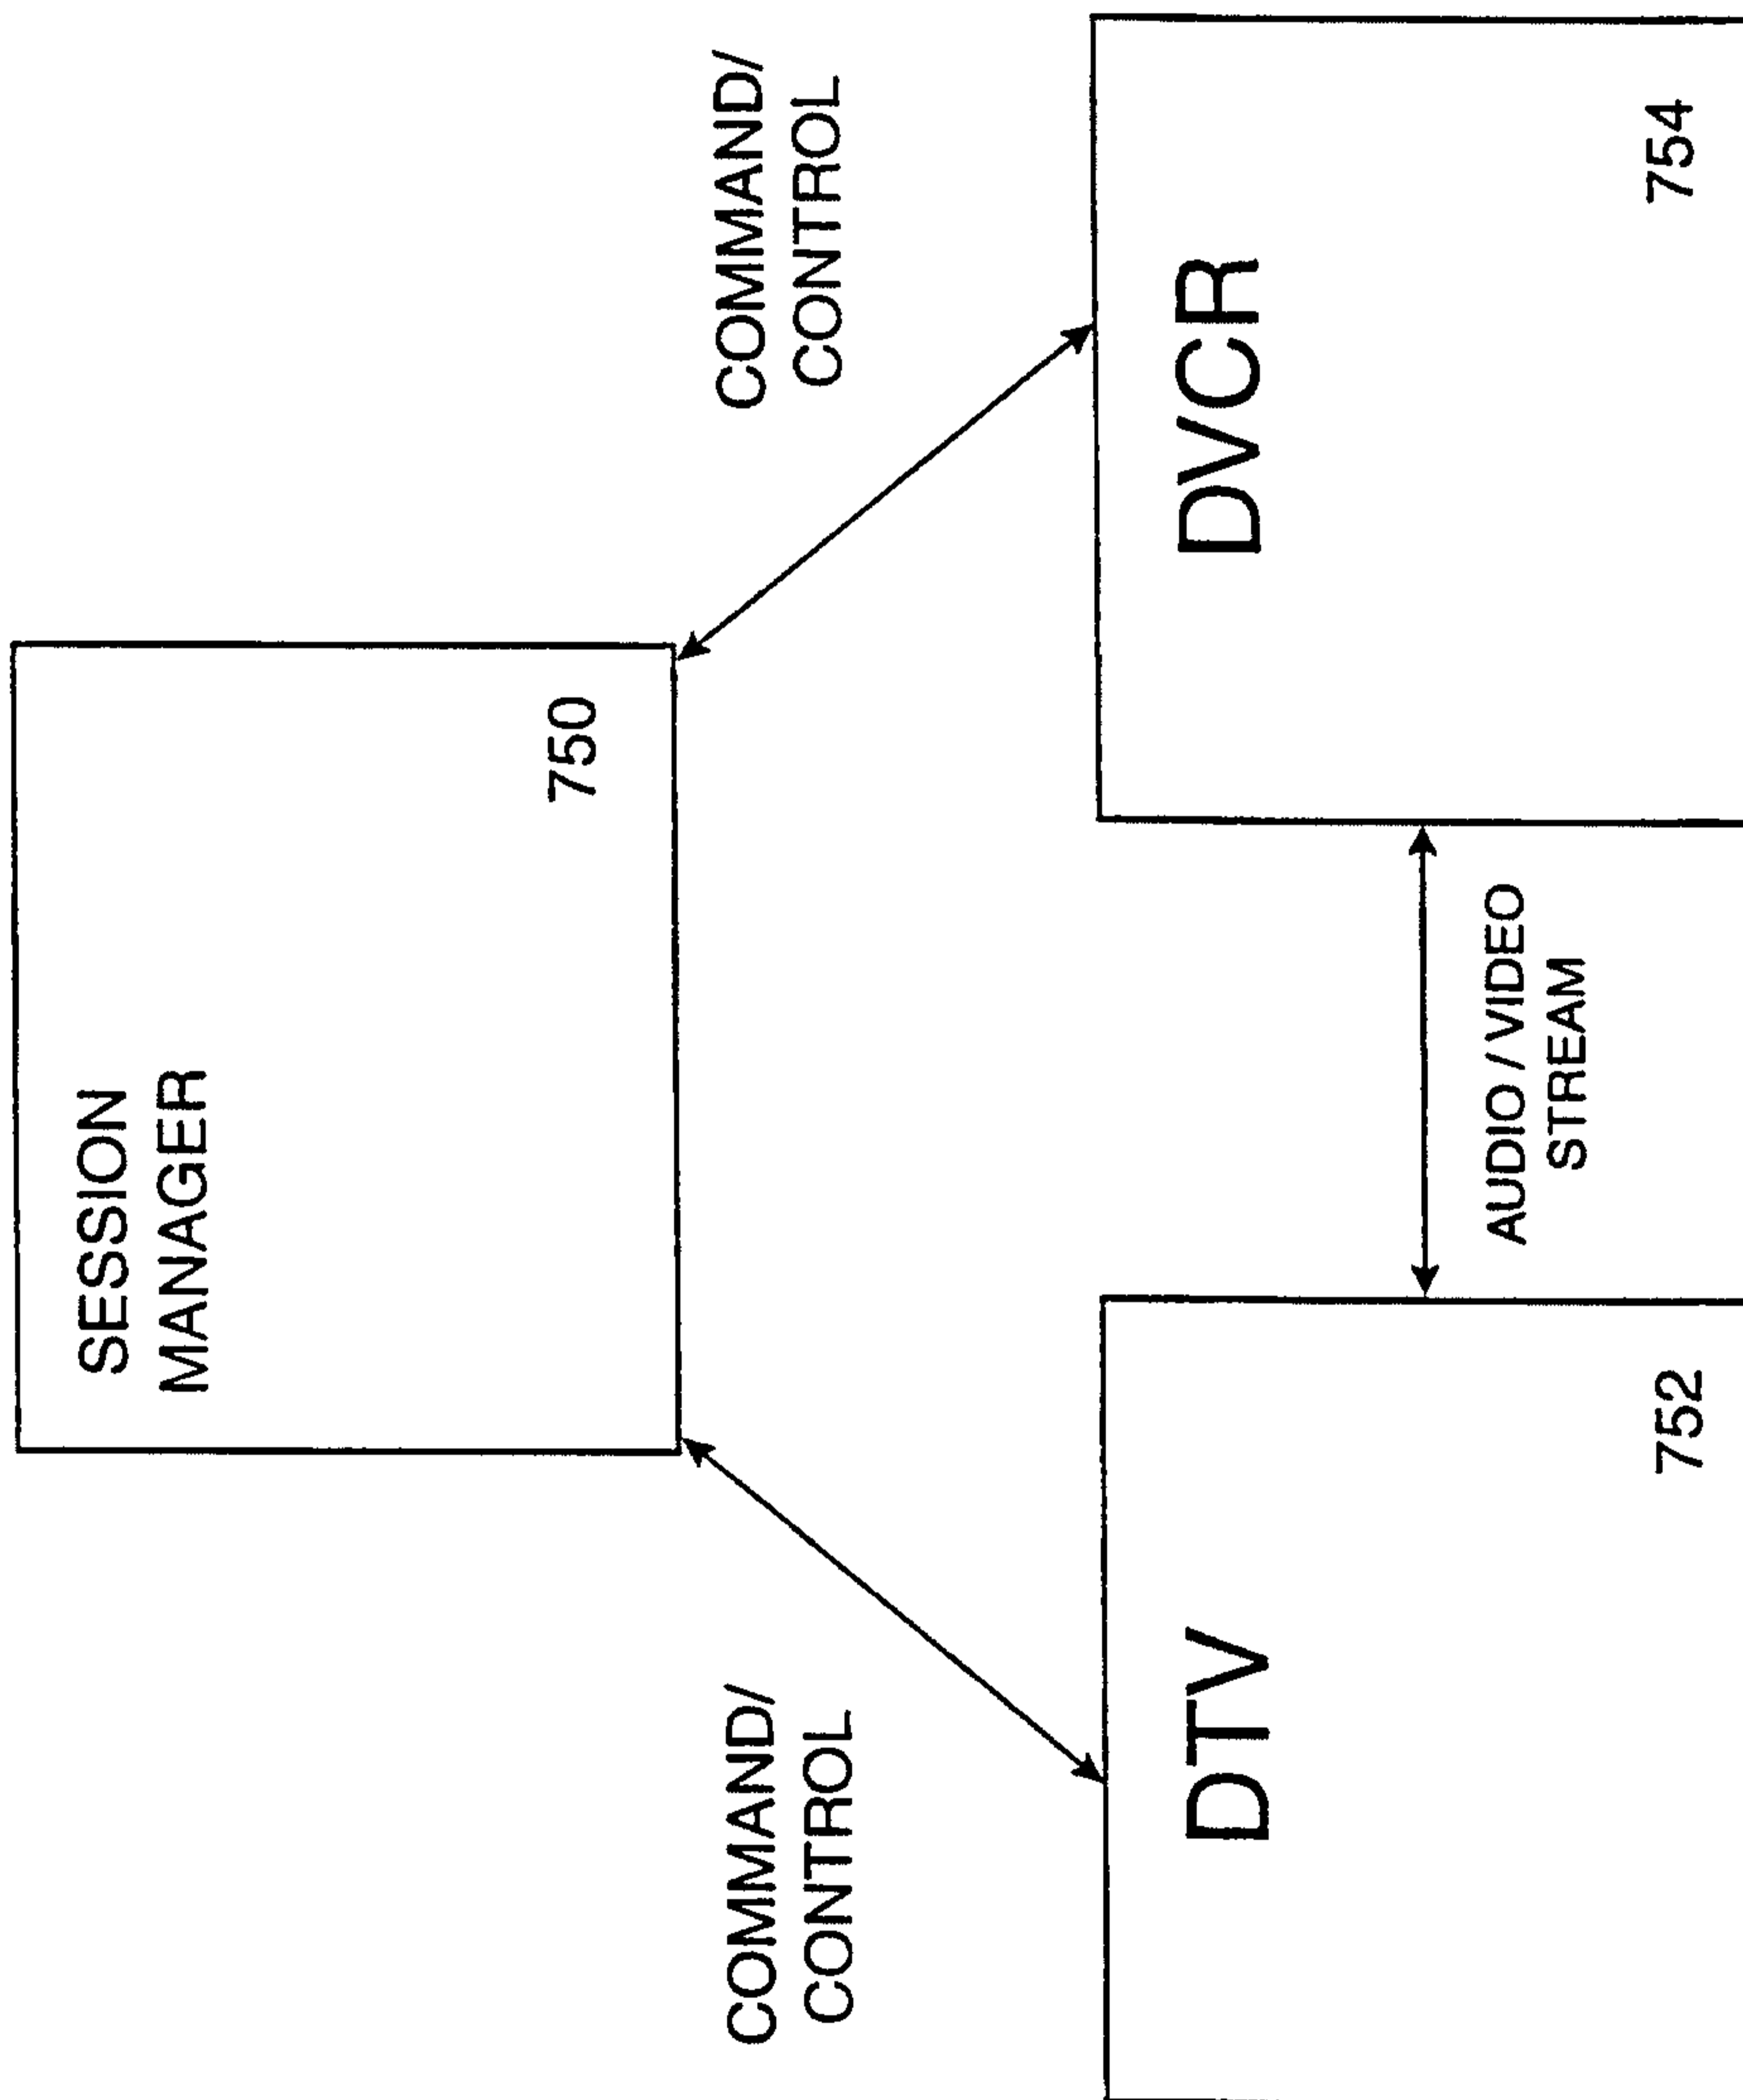 SESSION
MANAGER
750
COMMAND/
CONTROL
COMMAND/
CONTROL
DTV
752
AUDIO / VIDEO
STREAM
DVCR
754